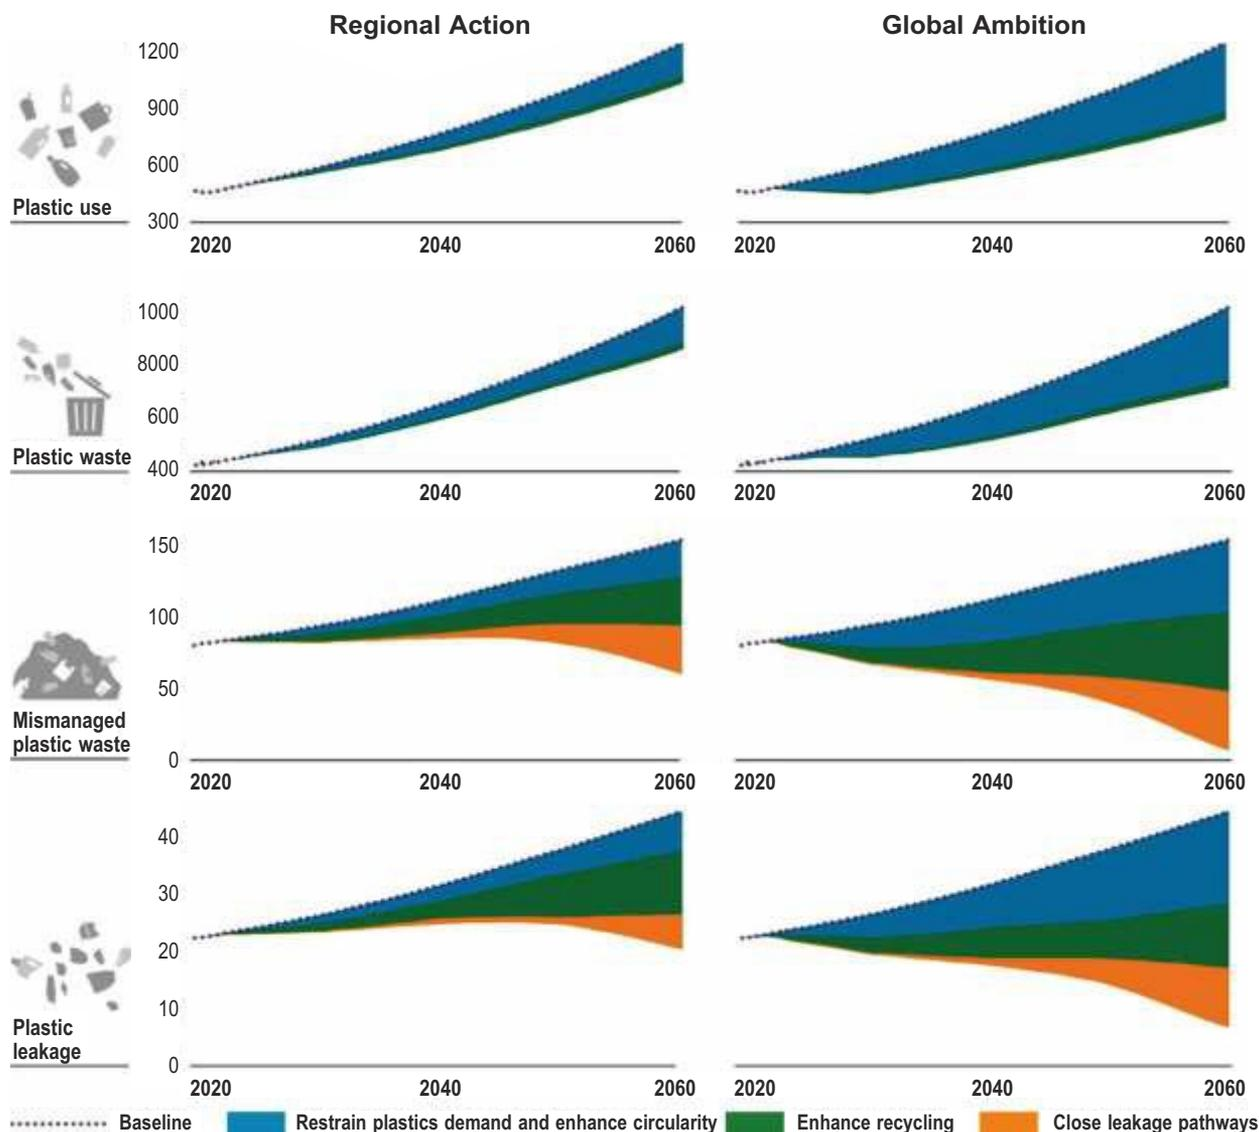 Regional Action
Global Ambition
1200
900
600
300
Plastic use
2020 2040 2060
2020 2040 2060
1000
8000
600
400
Plastic waste
2020 2040 2060
2020 2040 2060
150
100
50
0
Mismanaged
plastic waste
2020 2040 2060
2020 2040 2060
40
30
20
10
0
Plastic
leakage
2020 2040 2060
2020 2040 2060
Baseline
Restrain plastics demand and enhance circularity
Enhance recycling
Close leakage pathways